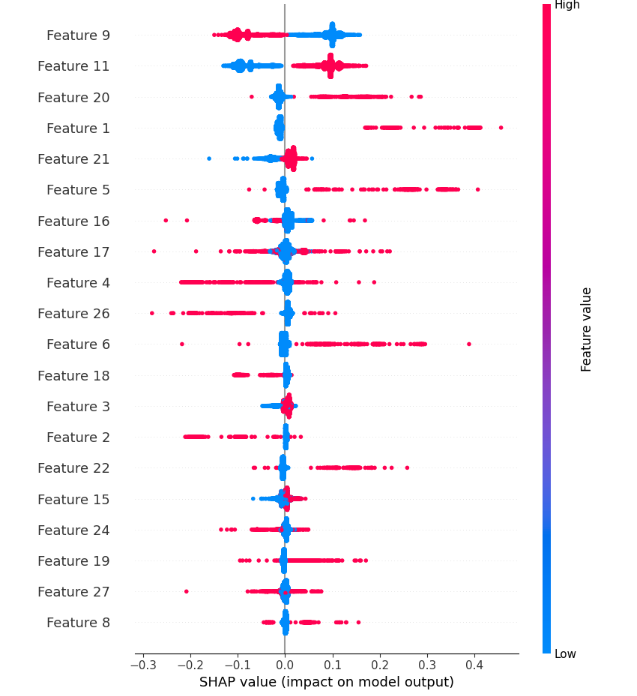 High
Feature 9
Feature 11
Feature 20
Feature 1
Feature 21
Feature 5
Feature 16
Feature 17
Feature 4
Feature 26
Feature 6
Feature 18
Feature 3
Feature 2
Feature 22
Feature 15
Feature 24
Feature 19
Feature 27
Feature 8
Feature value
Low
−0.3 −0.2 −0.1 0.0 0.1 0.2 0.3 0.4
SHAP value (impact on model output)